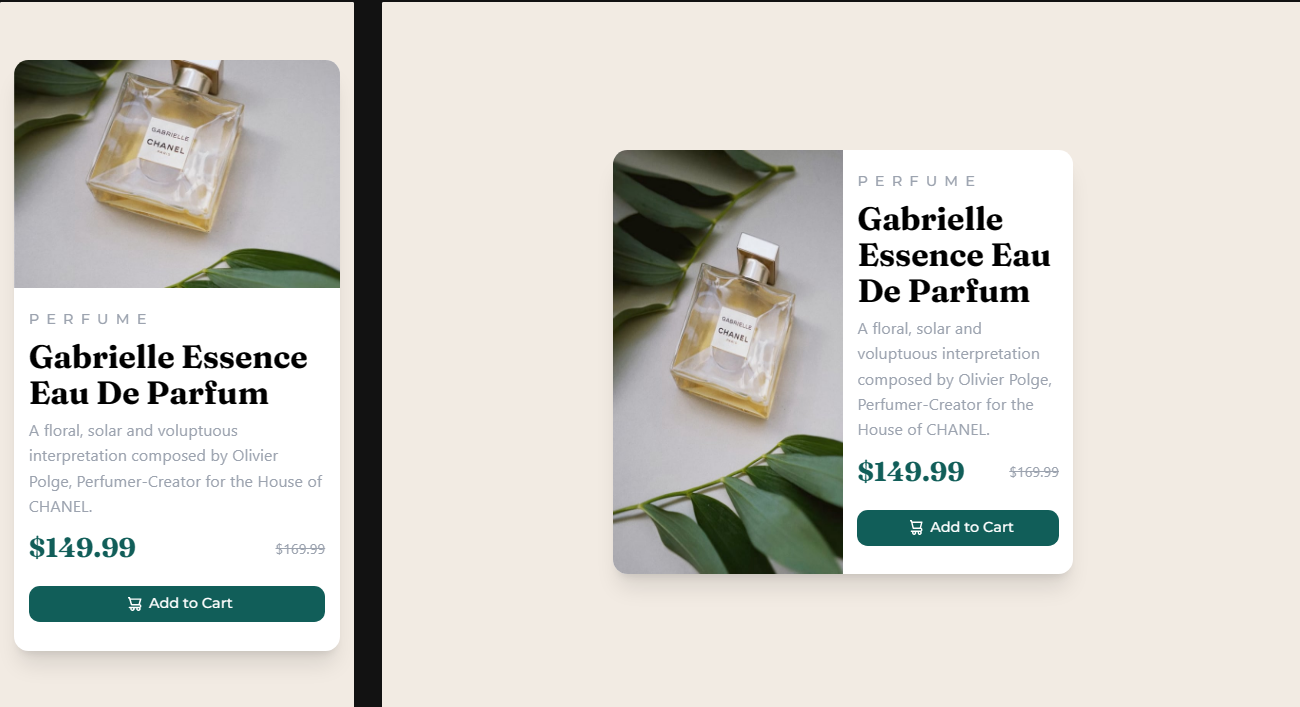 GABRIELLE
CHANEL
PARIS
PERFUME
Gabrielle Essence
Eau De Parfum
A floral, solar and voluptuous
interpretation composed by Olivier
Polge, Perfumer-Creator for the House of
CHANEL.
$149.99 $169.99
Add to Cart
GABRIELLE
CHANEL
PARIS
PERFUME
Gabrielle
Essence Eau
De Parfum
A floral, solar and
voluptuous interpretation
composed by Olivier Polge,
Perfumer-Creator for the
House of CHANEL.
$149.99 $169.99
Add to Cart